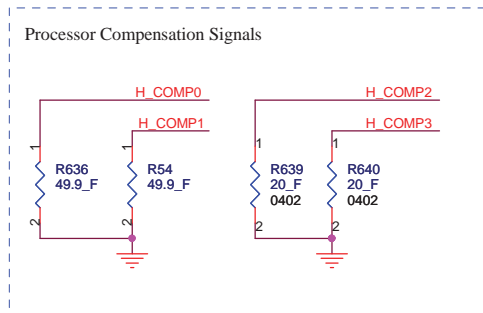 Processor Compensation Signals
H_COMP0
H_COMP2
H_COMP1
H_COMP3
1
1
1
1
R636
49.9_F
R54
49.9_F
R639
20_F
0402
R640
20_F
0402
2
2
2
2